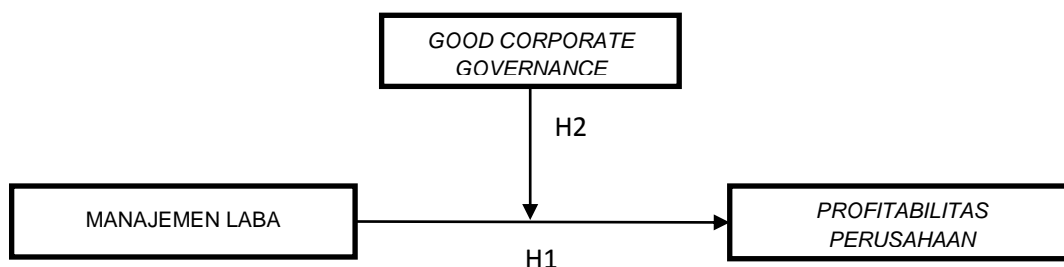 GOOD CORPORATE
GOVERNANCE
H2
MANAJEMEN LABA
PROFITABILITAS
PERUSAHAAN
H1